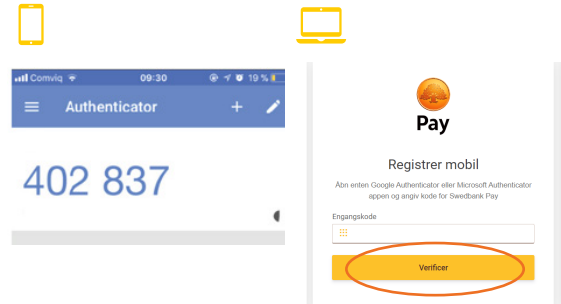 Comviq 09:30 19 %
Authenticator
402 837
Pay
Registrer mobil
Åbn enten Google Authenticator eller Microsoft Authenticator
appen og angiv kode for Swedbank Pay
Engangskode
Verificer